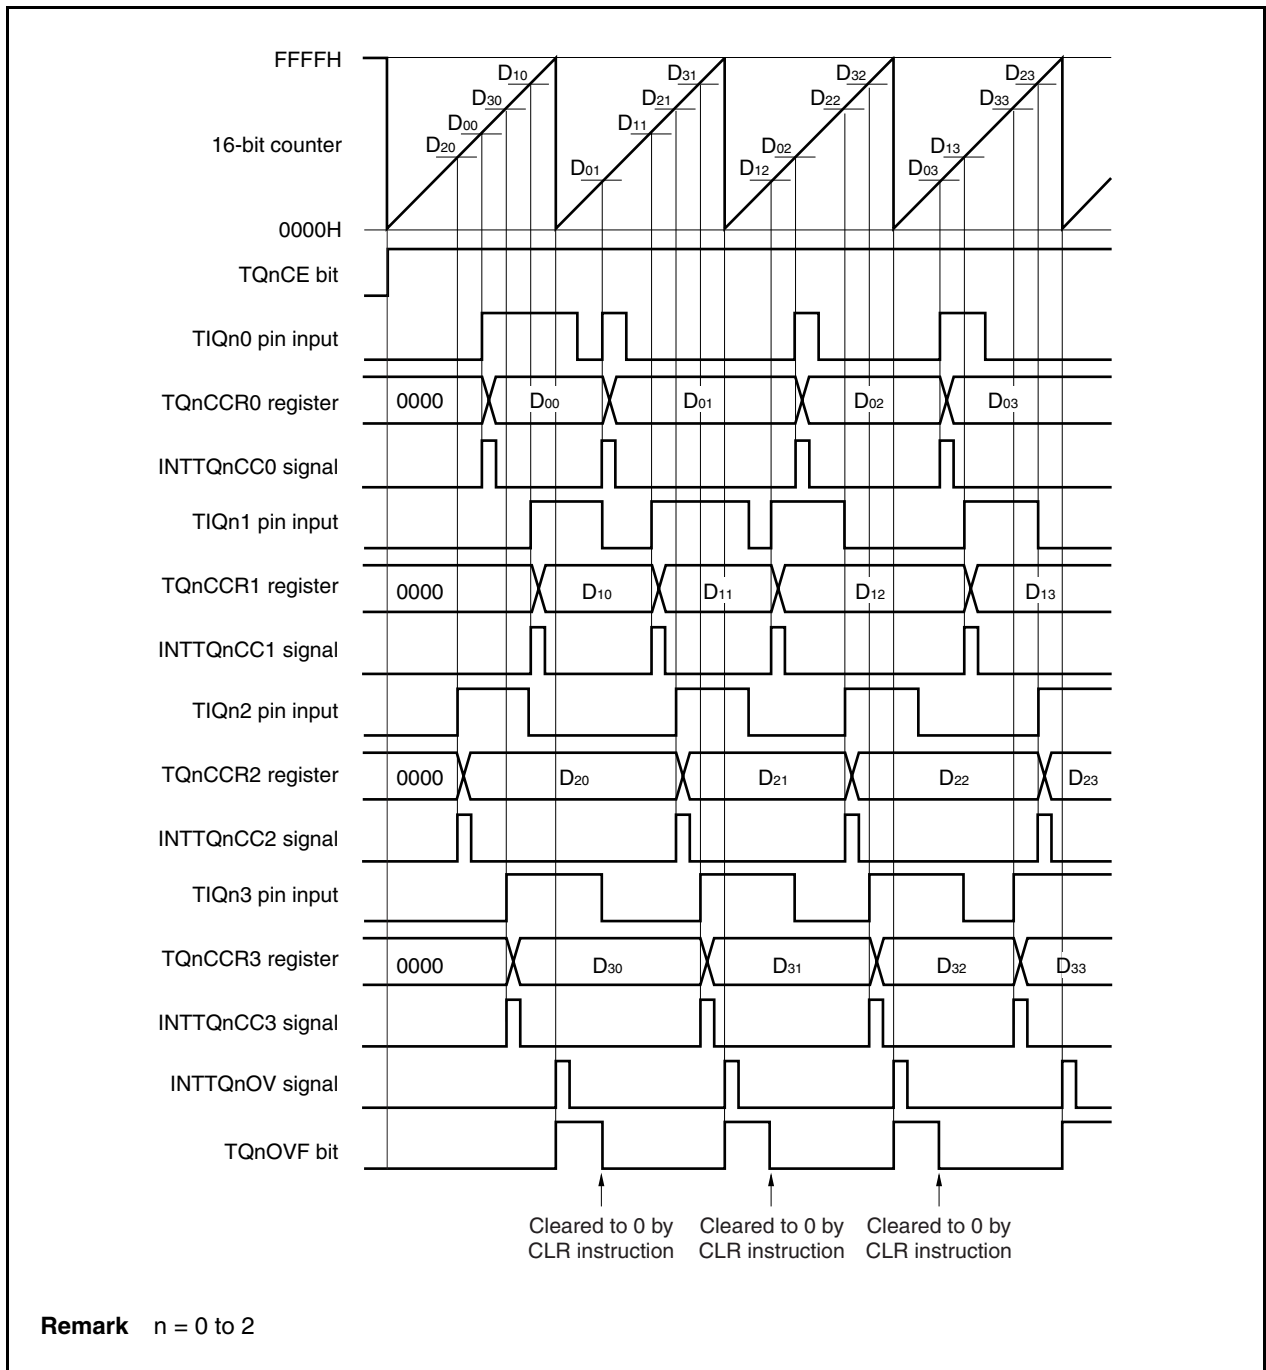 FFFFH
D10 D31 D32 D23
D30 D21 D22 D33
D00 D11
16-bit counter
D20 D02 D13
D01 D12 D03
0000H
TQnCE bit
TIQn0 pin input
TQnCCR0 register 0000 D00 D01 D02 D03
INTTQnCC0 signal
TIQn1 pin input
TQnCCR1 register 0000 D10 D11 D12 D13
INTTQnCC1 signal
TIQn2 pin input
TQnCCR2 register 0000 D20 D21 D22 D23
INTTQnCC2 signal
TIQn3 pin input
TQnCCR3 register 0000 D30 D31 D32 D33
INTTQnCC3 signal
INTTQnOV signal
TQnOVF bit
Cleared to 0 by
CLR instruction
Cleared to 0 by
CLR instruction
Cleared to 0 by
CLR instruction
Remark n = 0 to 2